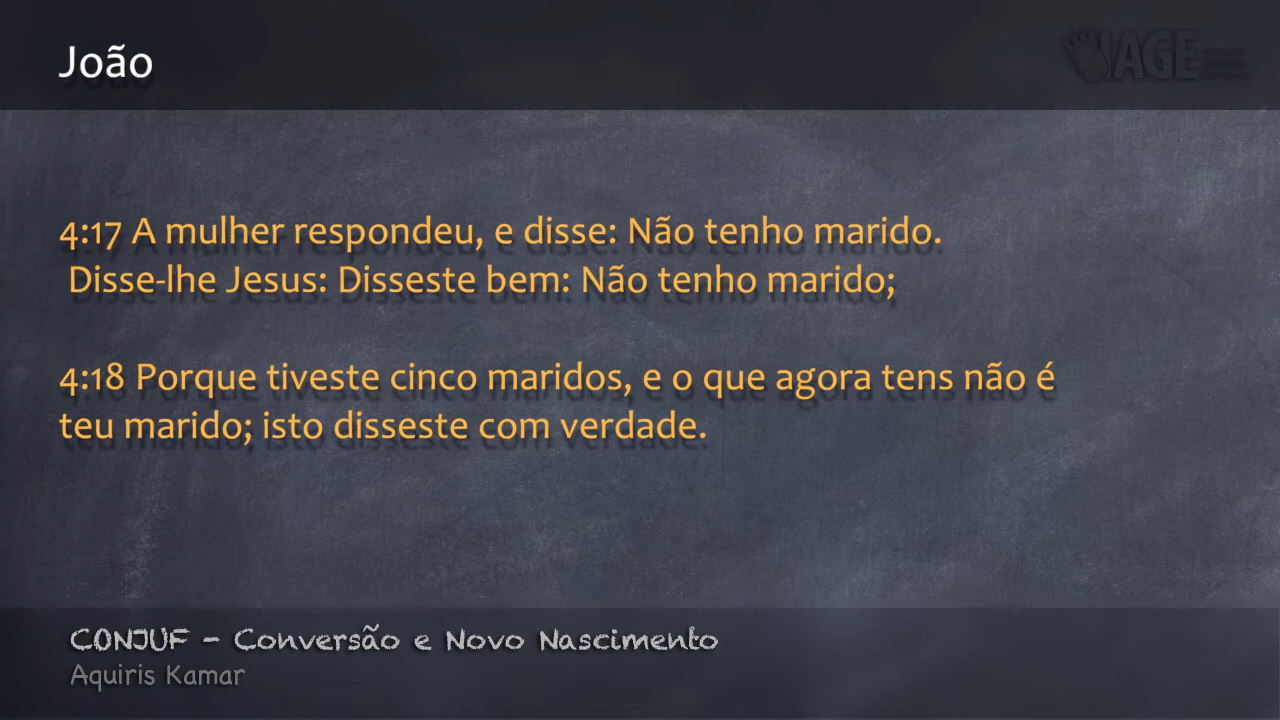 João
IAGE
4:17 A mulher respondeu, e disse: Não tenho marido.
Disse-lhe Jesus: Disseste bem: Não tenho marido;
4:18 Porque tiveste cinco maridos, e o que agora tens não é
teu marido; isto disseste com verdade.
CONJUF - Conversão e Novo Nascimento
Aquiris Kamar